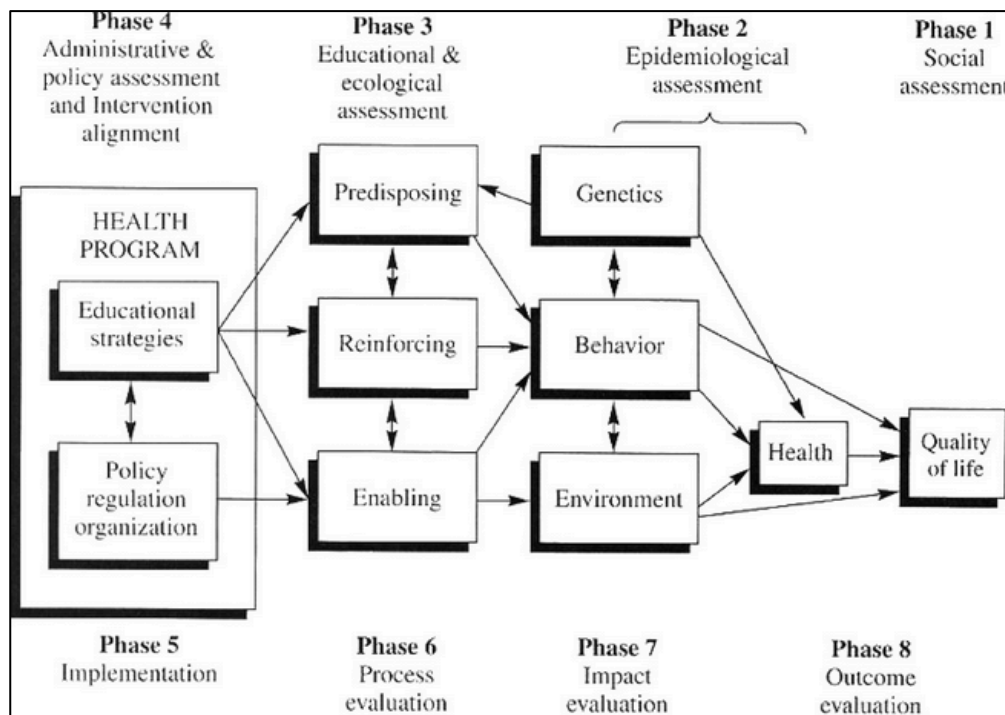 Phase 4
Administrative &
policy assessment
and Intervention
alignment
Phase 3
Educational &
ecological
assessment
Phase 2
Epidemiological
assessment
Phase 1
Social
assessment
HEALTH
PROGRAM
Educational
strategies
Policy
regulation
organization
Predisposing
Reinforcing
Enabling
Genetics
Behavior
Environment
Health
Quality
of life
Phase 5
Implementation
Phase 6
Process
evaluation
Phase 7
Impact
evaluation
Phase 8
Outcome
evaluation